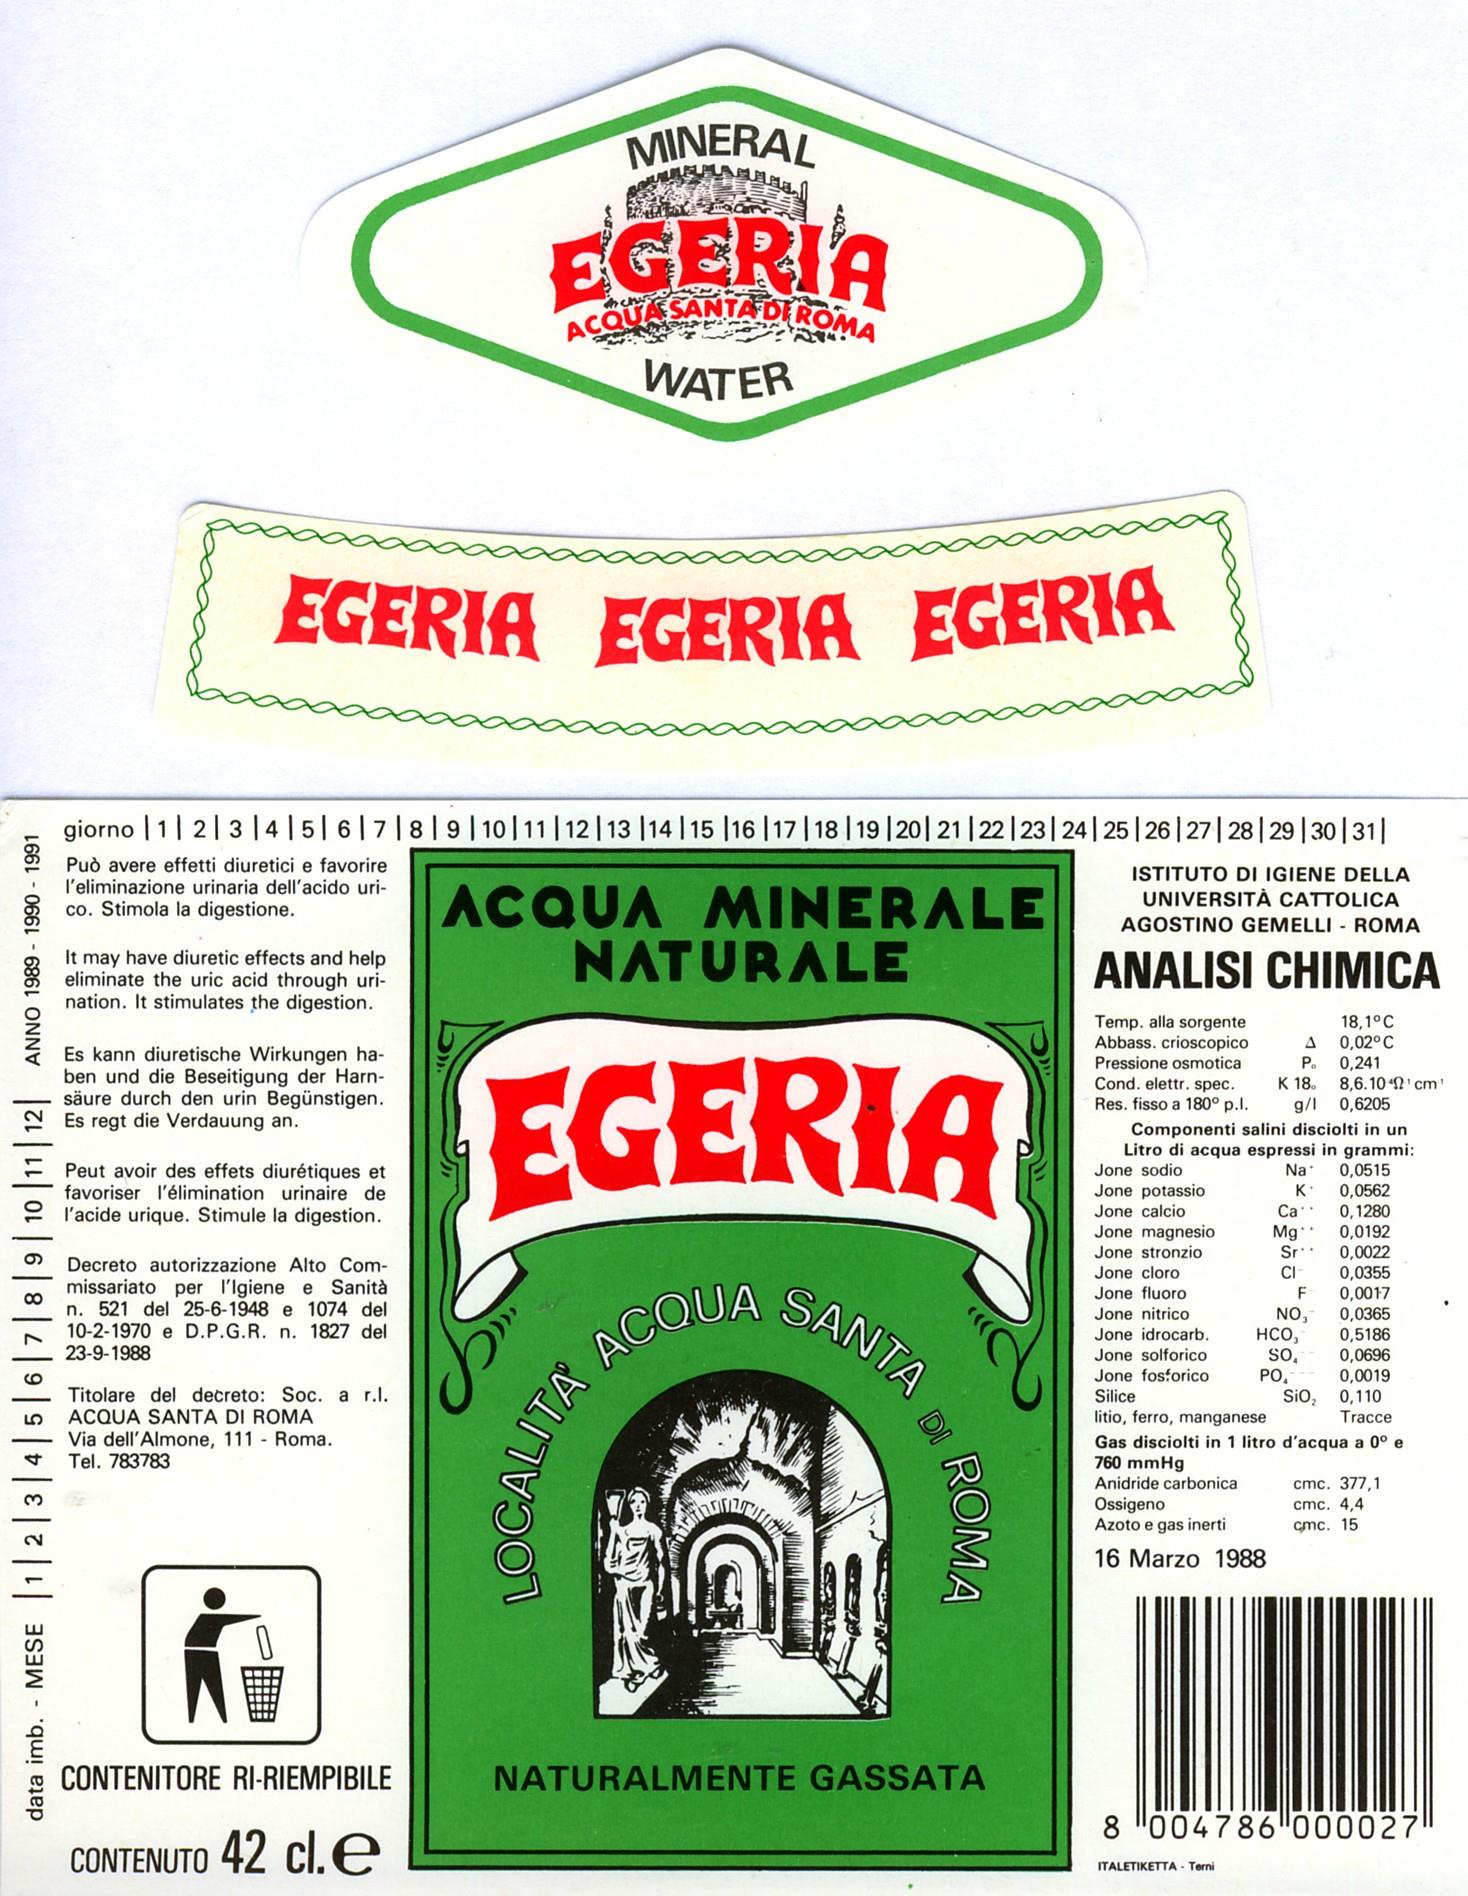 MINERAL
EGERIA
ACQUA SANTA DI ROMA
WATER
EGERIA EGERIA EGERIA
giorno |1| 2| 3 |4| 5| 6| 7| 8| 9 |10| 11| 12| 13 |14| 15 |16| 17| 18| 19 |20| 21| 22| 23| 24| 25| 26| 27| 28| 29| 30| 31|
data imb. - MESE |1| 2| 3| 4| 5| 6| 7| 8| 9| 10| 11| 12| ANNO 1989 - 1990 - 1991
Può avere effetti diuretici e favorire
l'eliminazione urinaria dell'acido uri-
co. Stimola la digestione.
It may have diuretic effects and help
eliminate the uric acid through uri-
nation. It stimulates the digestion.
Es kann diuretische Wirkungen ha-
ben und die Beseitigung der Harn-
säure durch den urin Begünstigen.
Es regt die Verdauung an.
Peut avoir des effets diurétiques et
favoriser l'élimination urinaire de
l'acide urique. Stimule la digestion.
Decreto autorizzazione Alto Com-
missariato per l'Igiene e Sanità
n. 521 del 25-6-1948 e 1074 del
10-2-1970 e D.P.G.R. n. 1827 del
23-9-1988
Titolare del decreto: Soc. a r.l.
ACQUA SANTA DI ROMA
Via dell'Almone, 111 - Roma.
Tel. 783783
CONTENITORE RI-RIEMPIBILE
CONTENUTO 42 cl. e
ACQUA MINERALE
NATURALE
EGERIA
LOCALITA' ACQUA SANTA DI ROMA
NATURALMENTE GASSATA
ISTITUTO DI IGIENE DELLA
UNIVERSITÀ CATTOLICA
AGOSTINO GEMELLI - ROMA
ANALISI CHIMICA
Temp. alla sorgente 18,1°C
Abbass. crioscopico Δ 0,02°C
Pressione osmotica P₀ 0,241
Cond. elettr. spec. K 18₀ 8,6.10⁻⁴Ω⁻¹cm⁻¹
Res. fisso a 180° p.l. g/l 0,6205
Componenti salini disciolti in un
Litro di acqua espressi in grammi:
Jone sodio Na⁺ 0,0515
Jone potassio K⁺ 0,0562
Jone calcio Ca⁺⁺ 0,1280
Jone magnesio Mg⁺⁺ 0,0192
Jone stronzio Sr⁺⁺ 0,0022
Jone cloro Cl⁻ 0,0355
Jone fluoro F⁻ 0,0017
Jone nitrico NO₃⁻ 0,0365
Jone idrocarb. HCO₃⁻ 0,5186
Jone solforico SO₄⁻⁻ 0,0696
Jone fosforico PO₄⁻⁻⁻ 0,0019
Silice SiO₂ 0,110
litio, ferro, manganese Tracce
Gas disciolti in 1 litro d'acqua a 0° e
760 mmHg
Anidride carbonica cmc. 377,1
Ossigeno cmc. 4,4
Azoto e gas inerti cmc. 15
16 Marzo 1988
8 004786 000027
ITALETIKETTA - Terni